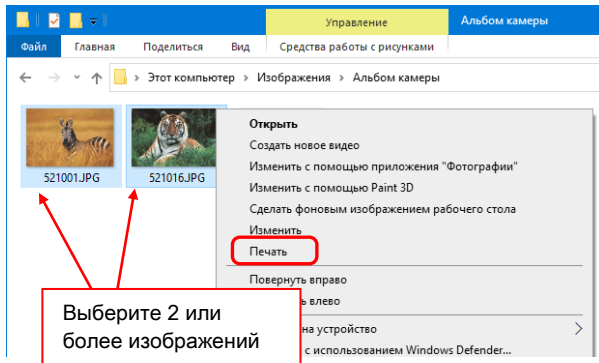 Управление
Альбом камеры
Файл
Главная
Поделиться
Вид
Средства работы с рисунками
Этот компьютер › Изображения › Альбом камеры
521001.JPG
521016.JPG
Открыть
Создать новое видео
Изменить с помощью приложения "Фотографии"
Изменить с помощью Paint 3D
Сделать фоновым изображением рабочего стола
Изменить
Печать
Повернуть вправо
влево
на устройство
с использованием Windows Defender...
Выберите 2 или
более изображений